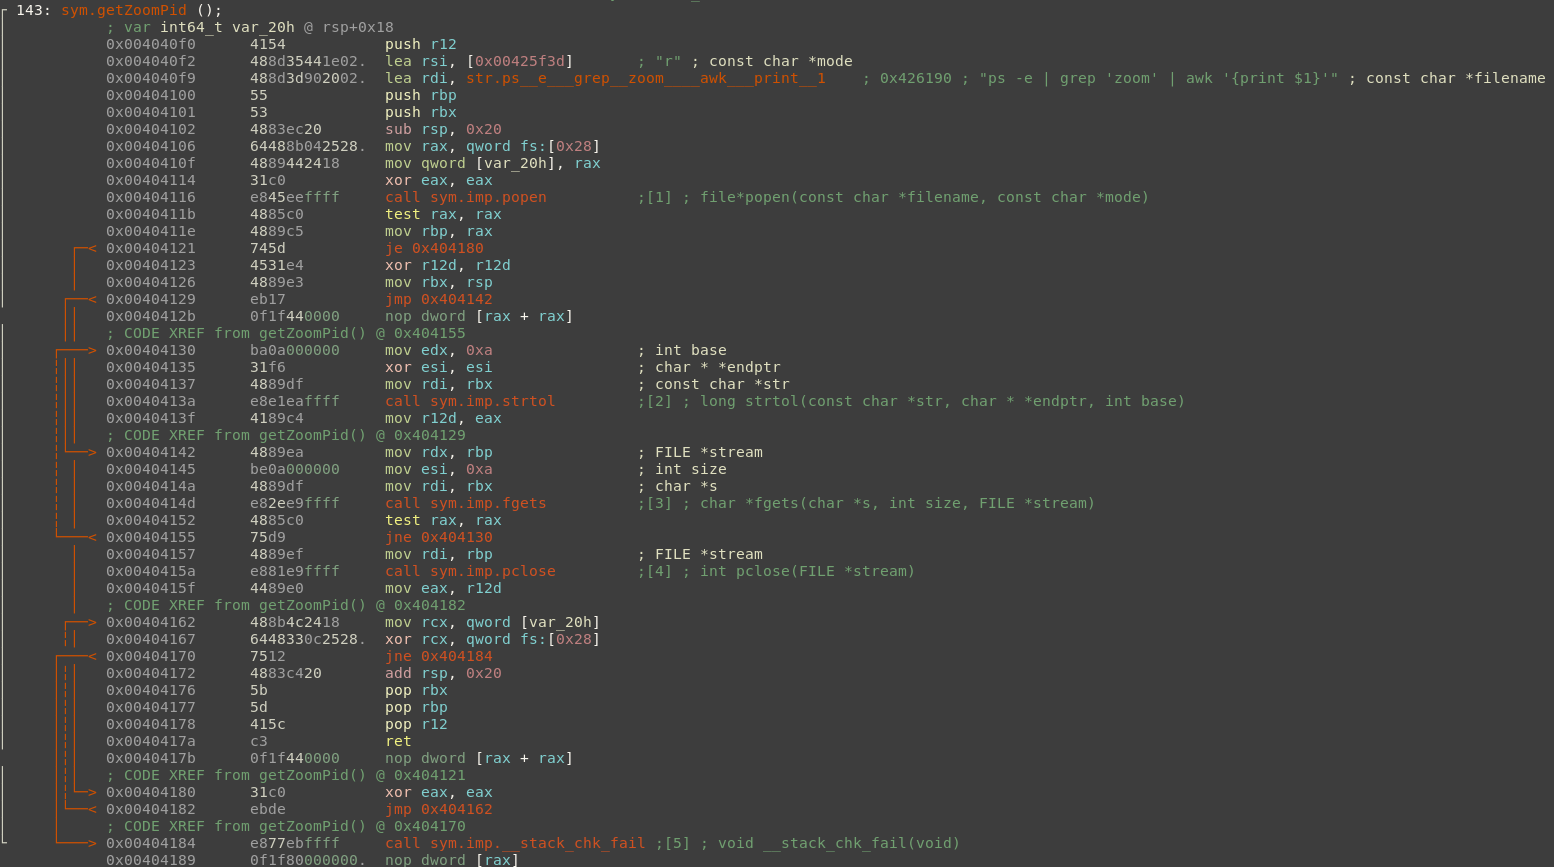 143: sym.getZoomPid ();
; var int64_t var_20h @ rsp+0x18
0x004040f0 4154 push r12
0x004040f2 488d35441e02. lea rsi, [0x00425f3d] ; "r" ; const char *mode
0x004040f9 488d3d902002. lea rdi, str.ps__e___grep__zoom____awk___print__1 ; 0x426190 ; "ps -e | grep 'zoom' | awk '{print $1}'" ; const char *filename
0x00404100 55 push rbp
0x00404101 53 push rbx
0x00404102 4883ec20 sub rsp, 0x20
0x00404106 64488b042528. mov rax, qword fs:[0x28]
0x0040410f 4889442418 mov qword [var_20h], rax
0x00404114 31c0 xor eax, eax
0x00404116 e845eeffff call sym.imp.popen ;[1] ; file*popen(const char *filename, const char *mode)
0x0040411b 4885c0 test rax, rax
0x0040411e 4889c5 mov rbp, rax
0x00404121 745d je 0x404180
0x00404123 4531e4 xor r12d, r12d
0x00404126 4889e3 mov rbx, rsp
0x00404129 eb17 jmp 0x404142
0x0040412b 0f1f440000 nop dword [rax + rax]
; CODE XREF from getZoomPid() @ 0x404155
0x00404130 ba0a000000 mov edx, 0xa ; int base
0x00404135 31f6 xor esi, esi ; char * *endptr
0x00404137 4889df mov rdi, rbx ; const char *str
0x0040413a e8e1eaffff call sym.imp.strtol ;[2] ; long strtol(const char *str, char * *endptr, int base)
0x0040413f 4189c4 mov r12d, eax
; CODE XREF from getZoomPid() @ 0x404129
0x00404142 4889ea mov rdx, rbp ; FILE *stream
0x00404145 be0a000000 mov esi, 0xa ; int size
0x0040414a 4889df mov rdi, rbx ; char *s
0x0040414d e82ee9ffff call sym.imp.fgets ;[3] ; char *fgets(char *s, int size, FILE *stream)
0x00404152 4885c0 test rax, rax
0x00404155 75d9 jne 0x404130
0x00404157 4889ef mov rdi, rbp ; FILE *stream
0x0040415a e881e9ffff call sym.imp.pclose ;[4] ; int pclose(FILE *stream)
0x0040415f 4489e0 mov eax, r12d
; CODE XREF from getZoomPid() @ 0x404182
0x00404162 488b4c2418 mov rcx, qword [var_20h]
0x00404167 6448330c2528. xor rcx, qword fs:[0x28]
0x00404170 7512 jne 0x404184
0x00404172 4883c420 add rsp, 0x20
0x00404176 5b pop rbx
0x00404177 5d pop rbp
0x00404178 415c pop r12
0x0040417a c3 ret
0x0040417b 0f1f440000 nop dword [rax + rax]
; CODE XREF from getZoomPid() @ 0x404121
0x00404180 31c0 xor eax, eax
0x00404182 ebde jmp 0x404162
; CODE XREF from getZoomPid() @ 0x404170
0x00404184 e877ebffff call sym.imp.__stack_chk_fail ;[5] ; void __stack_chk_fail(void)
0x00404189 0f1f80000000. nop dword [rax]